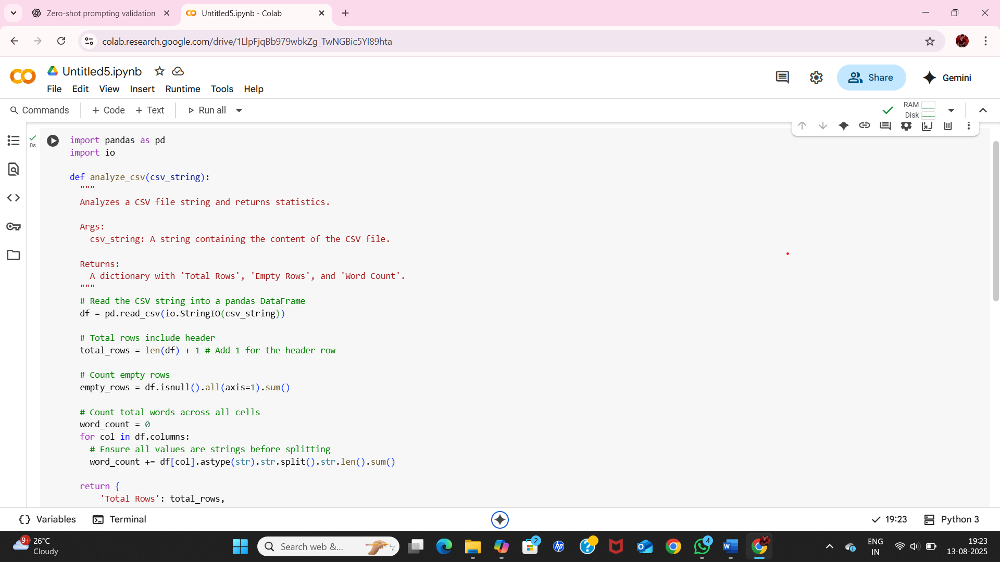 Zero-shot prompting validation
Untitled5.ipynb - Colab
colab.research.google.com/drive/1LlpFjqBb979wbkZg_TwNGBic5YI89hta
Untitled5.ipynb
File Edit View Insert Runtime Tools Help
Share
Gemini
Commands
+ Code + Text
Run all
RAM
Disk
0s
import pandas as pd
import io
def analyze_csv(csv_string):
"""
Analyzes a CSV file string and returns statistics.
Args:
csv_string: A string containing the content of the CSV file.
Returns:
A dictionary with 'Total Rows', 'Empty Rows', and 'Word Count'.
"""
# Read the CSV string into a pandas DataFrame
df = pd.read_csv(io.StringIO(csv_string))
# Total rows include header
total_rows = len(df) + 1 # Add 1 for the header row
# Count empty rows
empty_rows = df.isnull().all(axis=1).sum()
# Count total words across all cells
word_count = 0
for col in df.columns:
# Ensure all values are strings before splitting
word_count += df[col].astype(str).str.split().str.len().sum()
return {
'Total Rows': total_rows,
Variables
Terminal
19:23
Python 3
9+
26°C
Cloudy
Search web &...
2
4
ENG
IN
19:23
13-08-2025